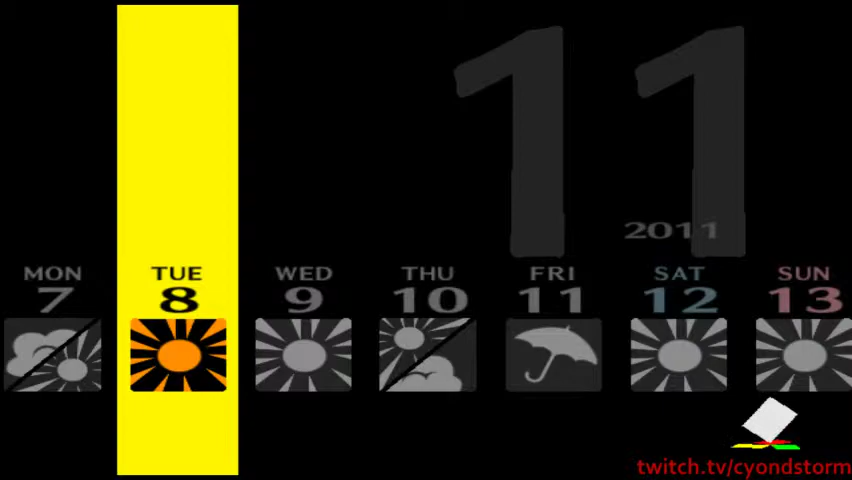 11
2011
MON TUE WED THU FRI SAT SUN
7 8 9 10 11 12 13
twitch.tv/cyondstorm